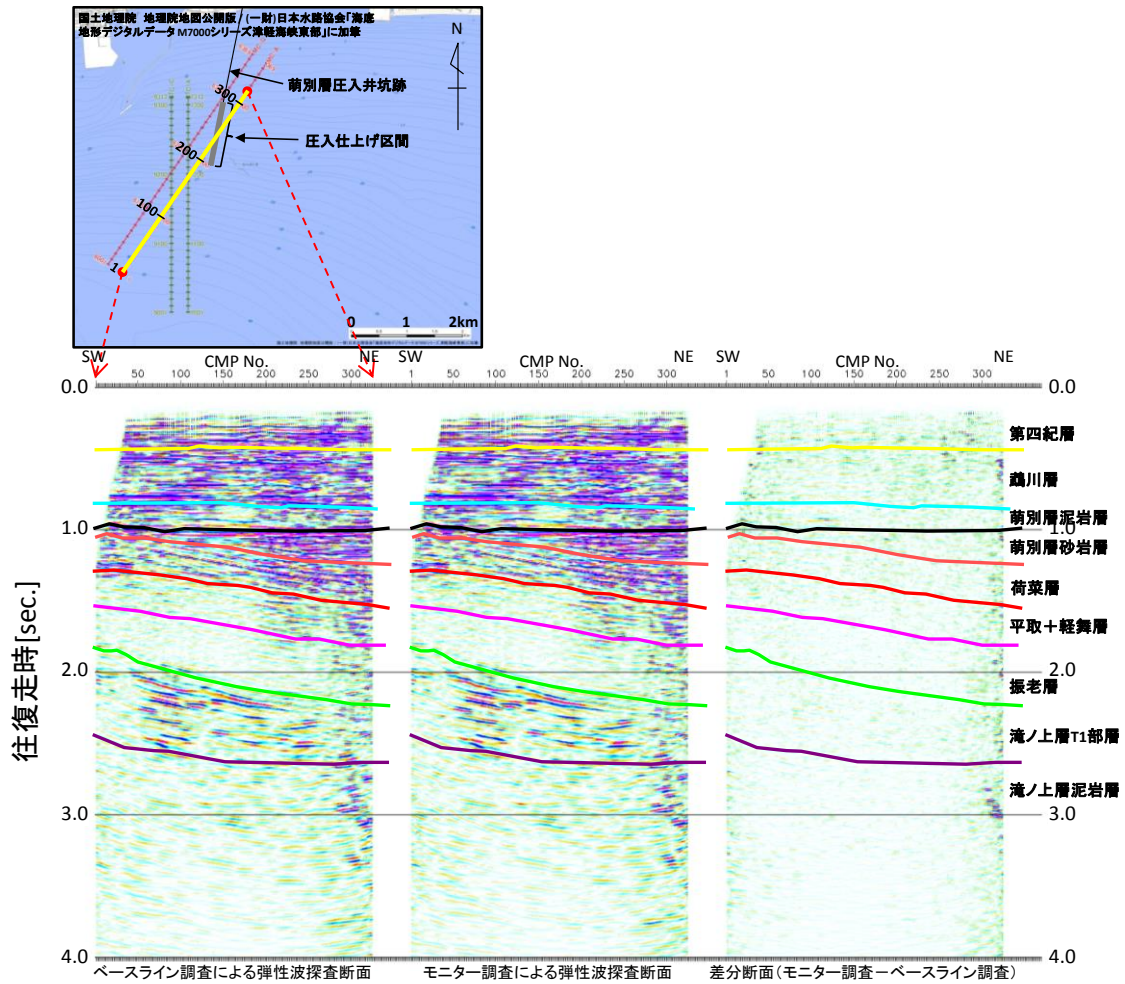 国土地理院 地理院地図公開版／(一財)日本水路協会「海底
地形デジタルデータ M7000シリーズ津軽海峡東部」に加筆
N
萌別層圧入井坑跡
300
圧入仕上げ区間
200
100
1
0 1 2km
SW CMP No. NE SW CMP No. NE SW CMP No. NE
50 100 150 200 250 300 1 50 100 150 200 250 300 1 50 100 150 200 250 300
0.0 0.0
第四紀層
鵡川層
萌別層泥岩層
1.0 1.0
萌別層砂岩層
荷菜層
平取＋軽舞層
2.0 2.0
振老層
滝ノ上層T1部層
滝ノ上層泥岩層
3.0 3.0
4.0 4.0
往復走時[sec.]
ベースライン調査による弾性波探査断面 モニター調査による弾性波探査断面 差分断面（モニター調査－ベースライン調査）